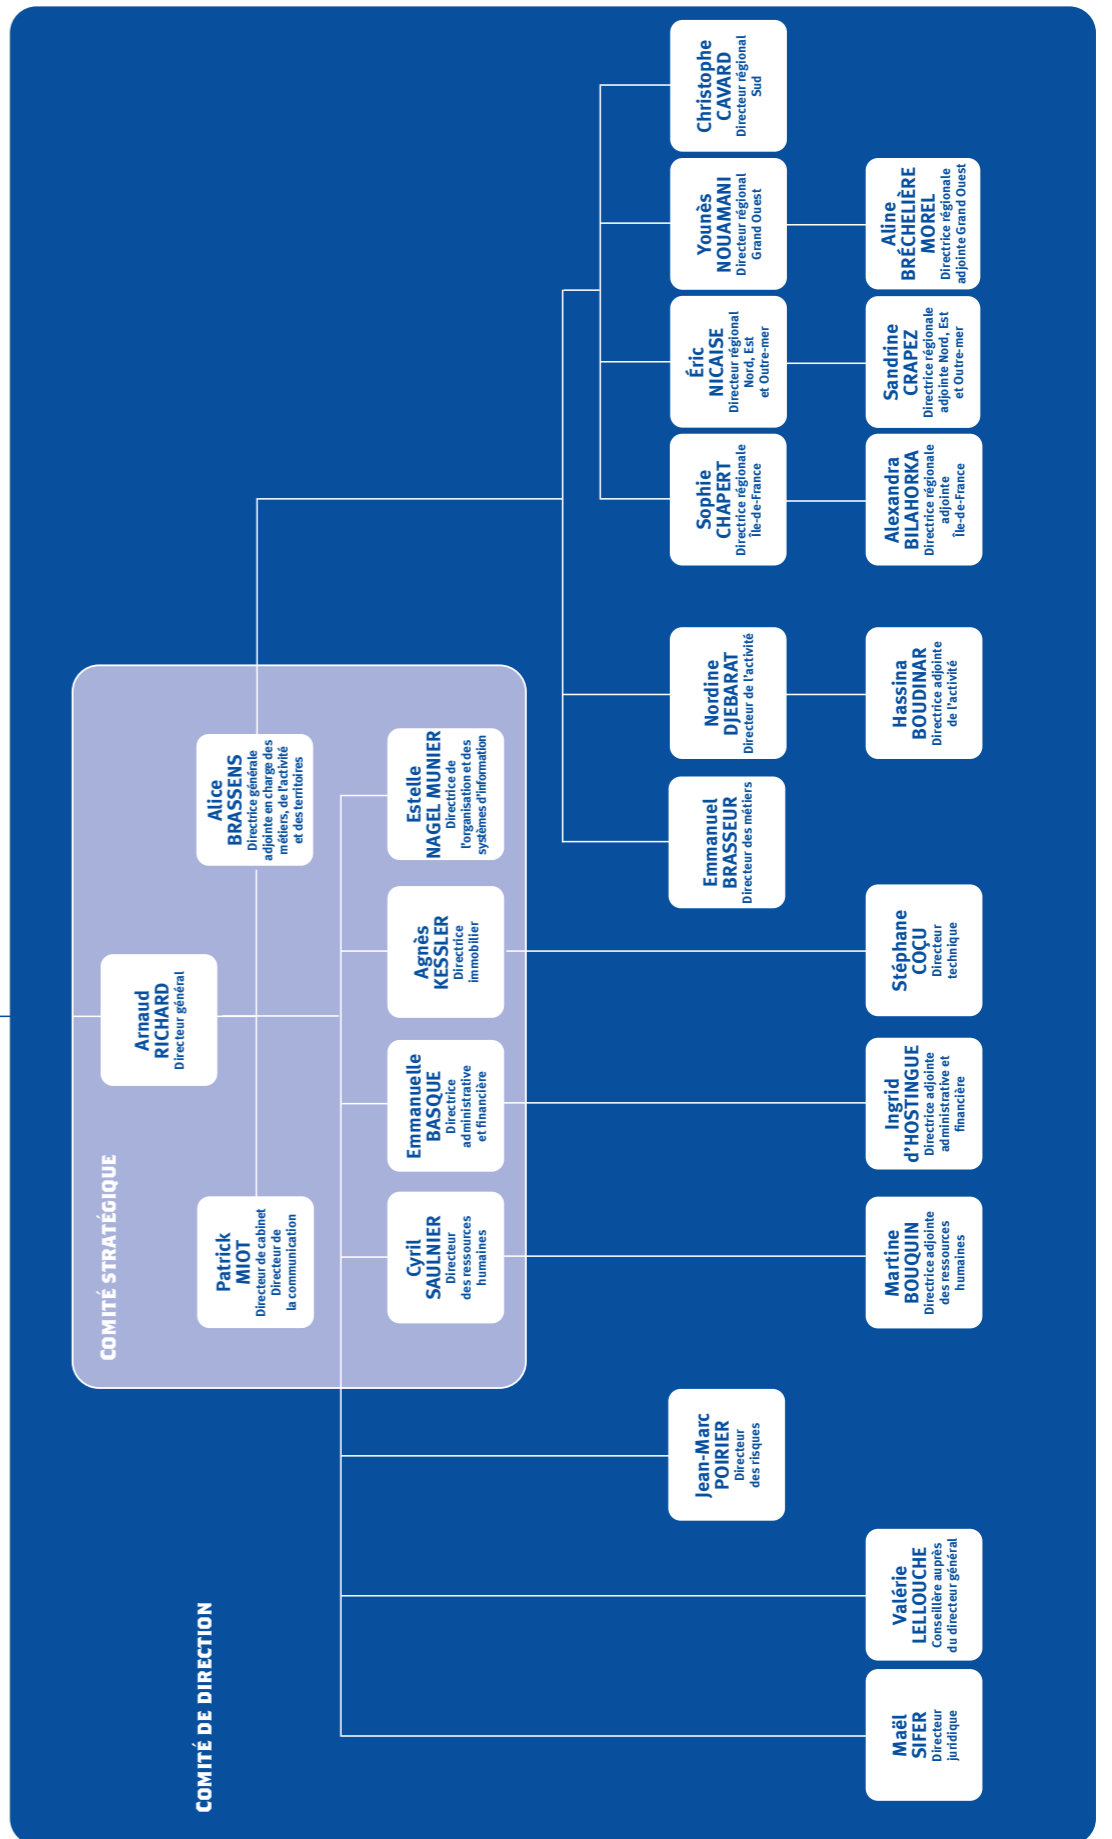 COMITÉ DE DIRECTION
COMITÉ STRATÉGIQUE
Arnaud
RICHARD
Directeur général
Patrick
MIOT
Directeur de cabinet
Directeur de
la communication
Alice
BRASSENS
Directrice générale
adjointe en charge des
métiers, de l'activité
et des territoires
Cyril
SAULNIER
Directeur
des ressources
humaines
Emmanuelle
BASQUE
Directrice
administrative
et financière
Agnès
KESSLER
Directrice
immobilier
Estelle
NAGEL MUNIER
Directrice de
l'organisation et des
systèmes d'information
Jean-Marc
POIRIER
Directeur
des risques
Emmanuel
BRASSEUR
Directeur des métiers
Nordine
DJEBARAT
Directeur de l'activité
Sophie
CHAPERT
Directrice régionale
Île-de-France
Éric
NICAISE
Directeur régional
Nord, Est
et Outre-mer
Younès
NOUAMANI
Directeur régional
Grand Ouest
Christophe
CAVARD
Directeur régional
Sud
Maël
SIFER
Directeur
juridique
Valérie
LELLOUCHE
Conseillère auprès
du directeur général
Martine
BOUQUIN
Directrice adjointe
des ressources
humaines
Ingrid
d'HOSTINGUE
Directrice adjointe
administrative et
financière
Stéphane
COÇU
Directeur
technique
Hassina
BOUDINAR
Directrice adjointe
de l'activité
Alexandra
BILAHORKA
Directrice régionale
adjointe
Île-de-France
Sandrine
CRAPEZ
Directrice régionale
adjointe Nord, Est
et Outre-mer
Aline
BRÉCHELIÈRE
MOREL
Directrice régionale
adjointe Grand Ouest